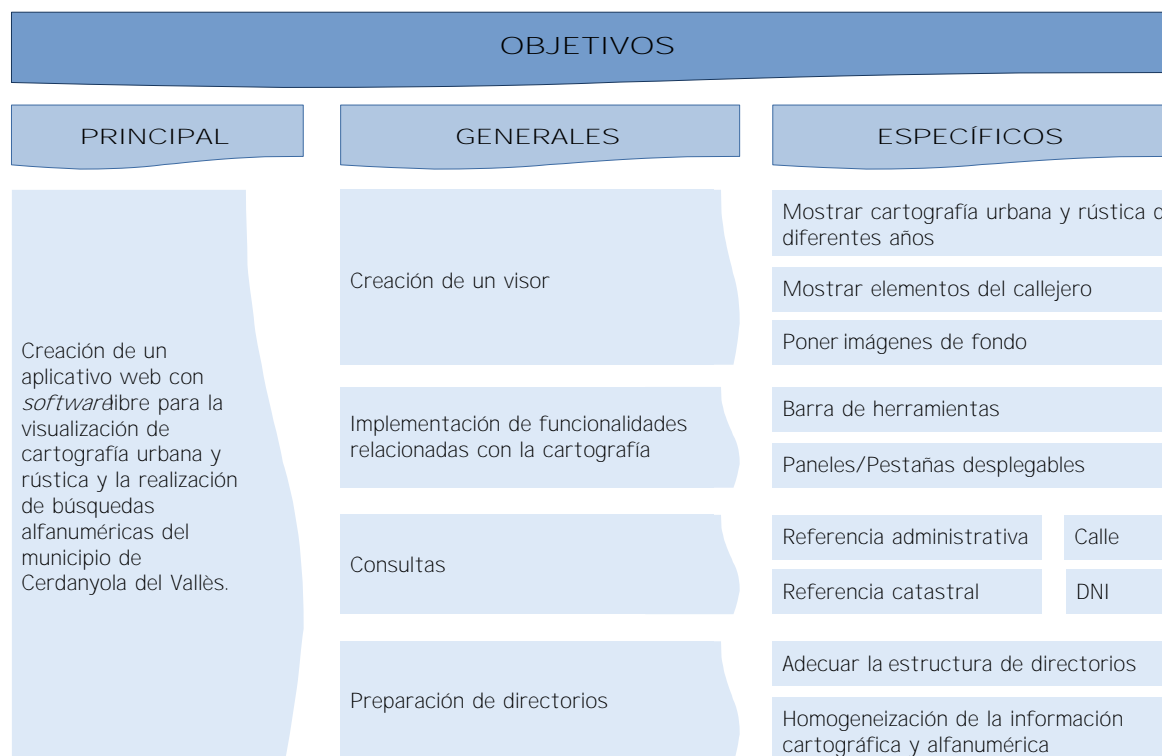 OBJETIVOS
PRINCIPAL
GENERALES
ESPECÍFICOS
Creación de un
aplicativo web con
software libre para la
visualización de
cartografía urbana y
rústica y la realización
de búsquedas
alfanuméricas del
municipio de
Cerdanyola del Vallès.
Creación de un visor
Mostrar cartografía urbana y rústica
diferentes años
Mostrar elementos del callejero
Poner imágenes de fondo
Implementación de funcionalidades
relacionadas con la cartografía
Barra de herramientas
Paneles/Pestañas desplegables
Consultas
Referencia administrativa
Calle
Referencia catastral
DNI
Preparación de directorios
Adecuar la estructura de directorios
Homogeneización de la información
cartográfica y alfanumérica